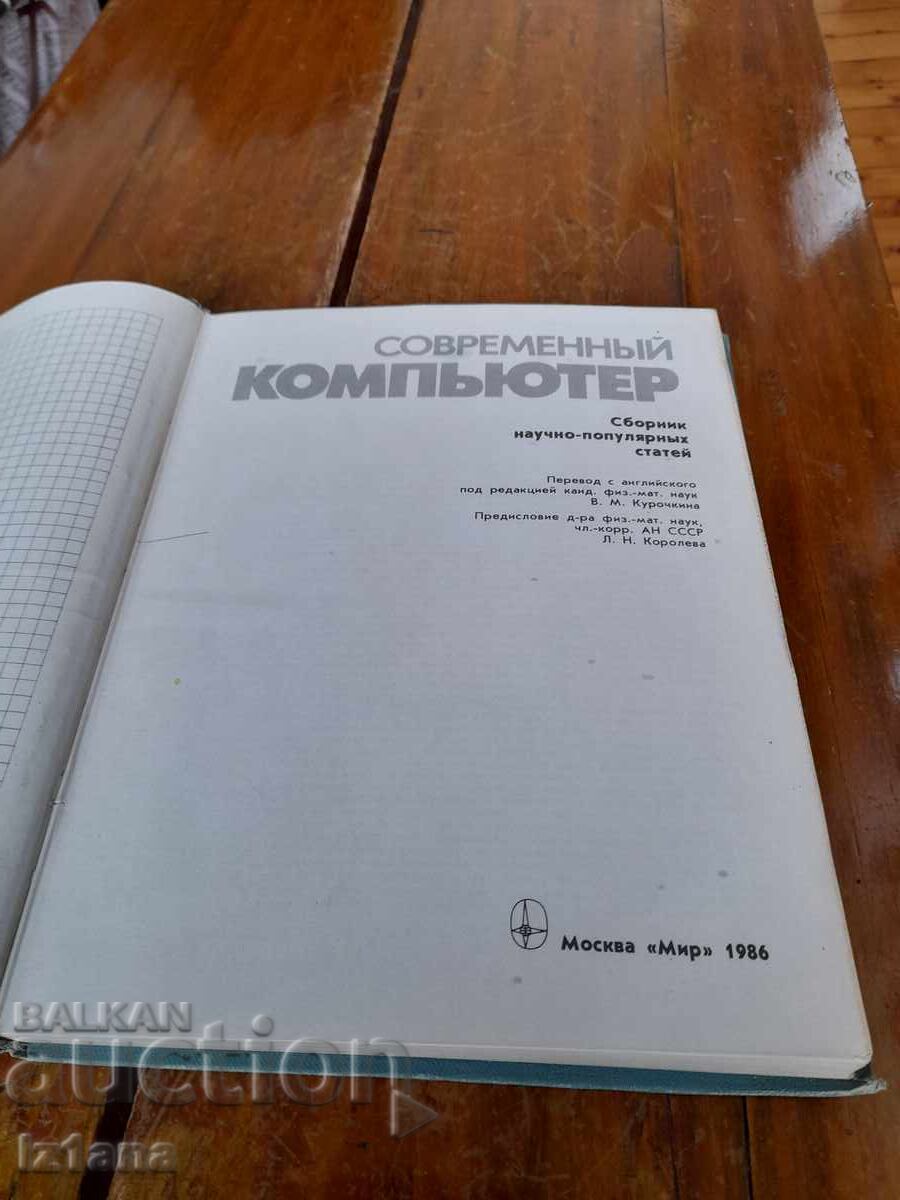 СОВРЕМЕННЫЙ
КОМПЬЮТЕР
Сборник
научно-популярных
статей
Перевод с английского
под редакцией канд. физ.-мат. наук
В. М. Курочкина
Предисловие д-ра физ.-мат. наук,
чл.-корр. АН СССР
Л. Н. Королева
Москва «Мир» 1986
BALKAN
auction
iz1ana